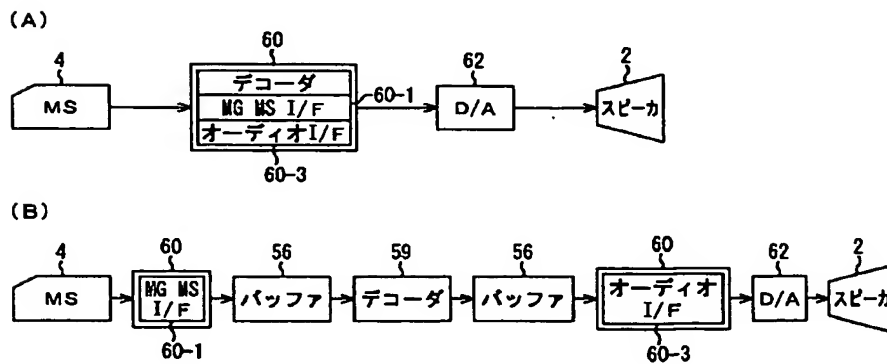 (A)
4
60
62
2
MS
デコーダ
MG MS I/F
オーディオI/F
60-1
60-3
D/A
スピーカ
(B)
4
60
56
59
56
60
62
2
MS
MG MS
I/F
バッファ
デコーダ
バッファ
オーディオ
I/F
D/A
スピーカ
60-1
60-3